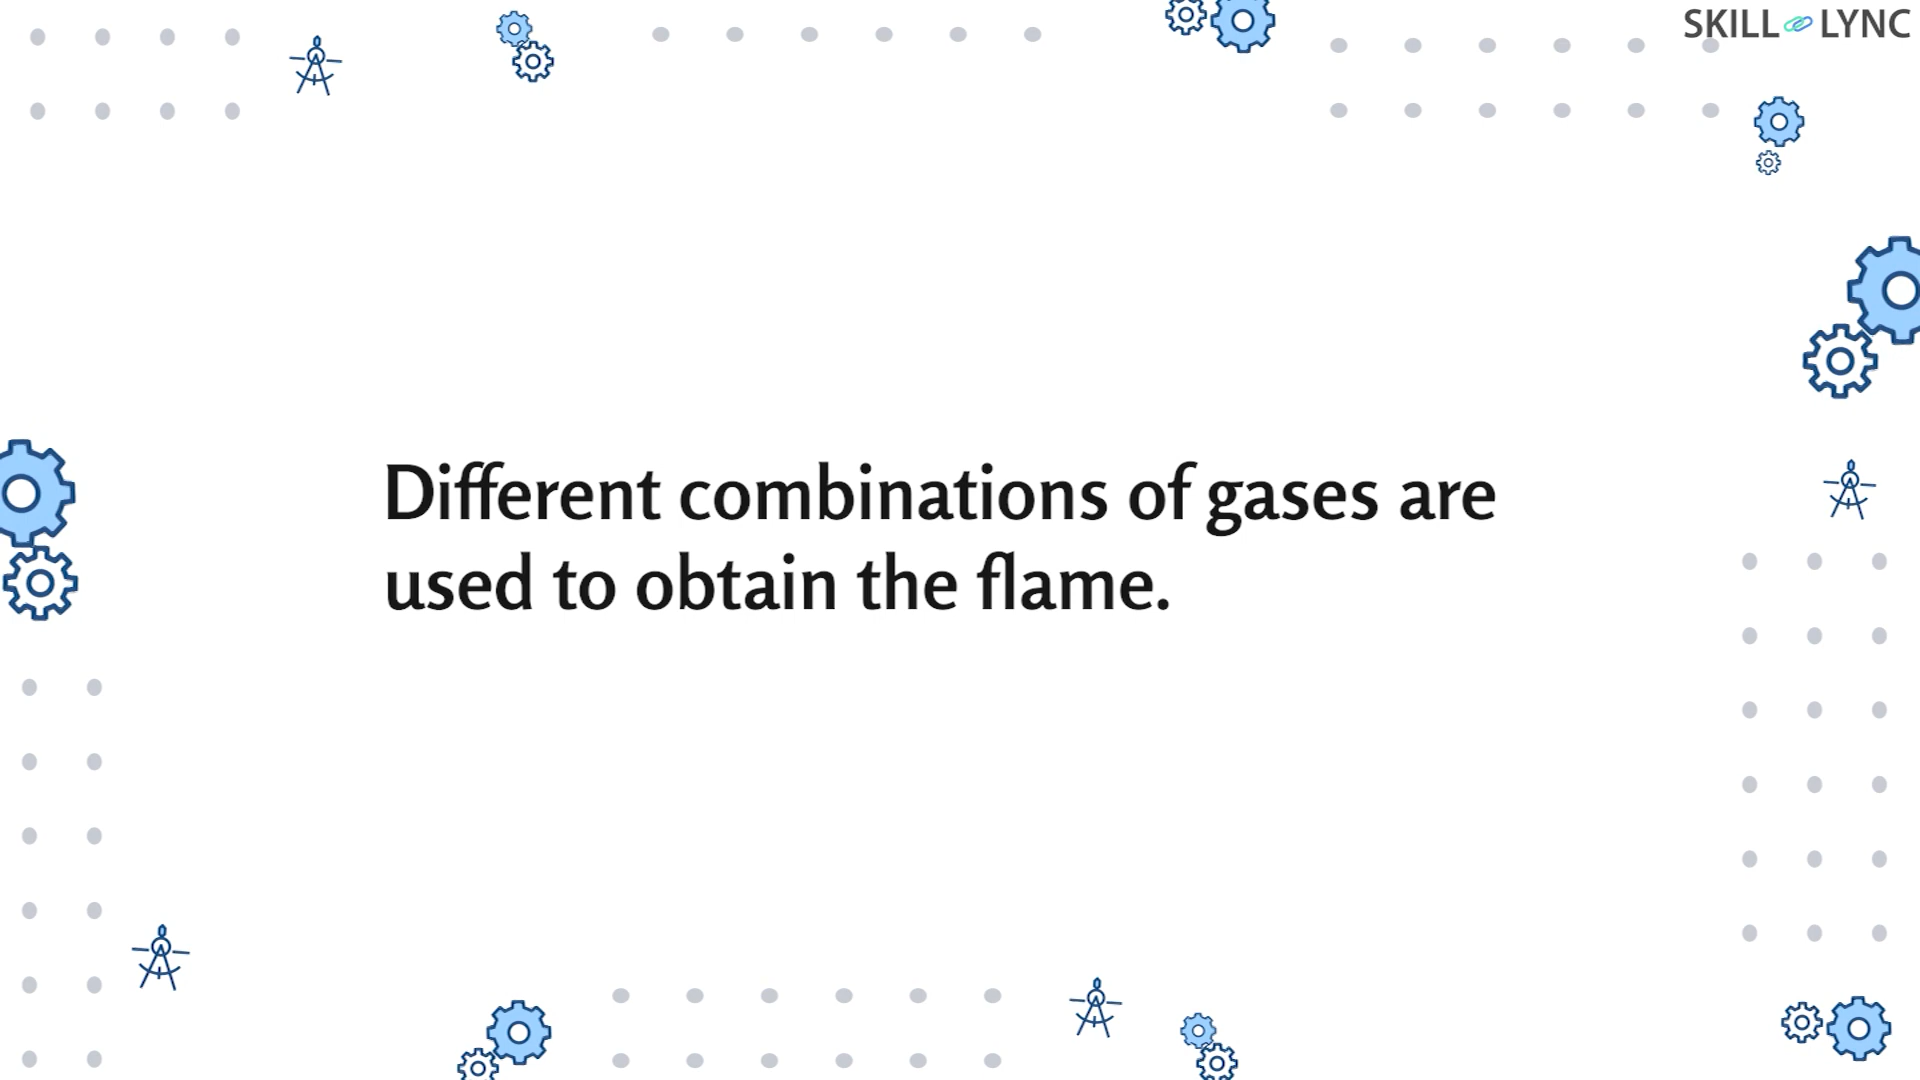 SKILL LYNC
Different combinations of gases are
used to obtain the flame.